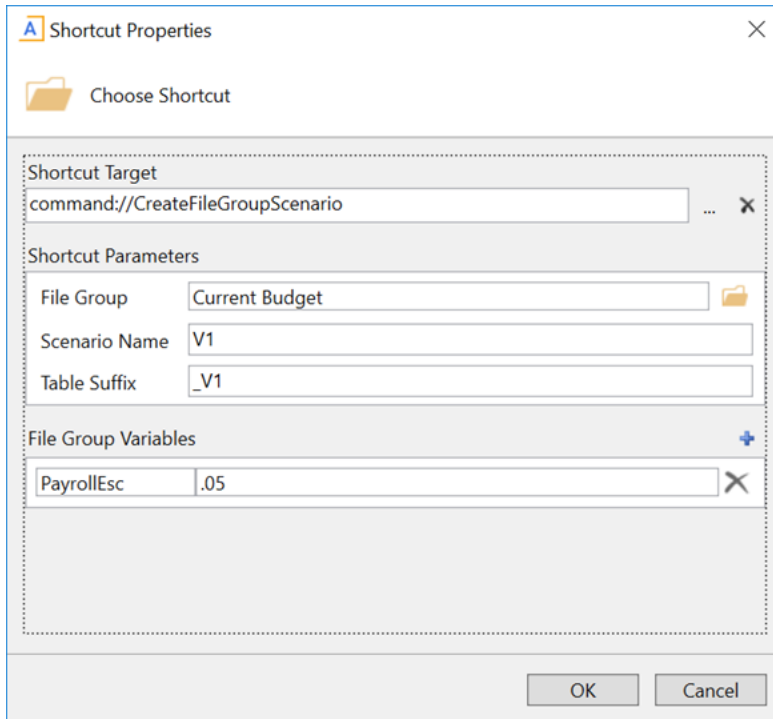 A Shortcut Properties
Choose Shortcut
Shortcut Target
command://CreateFileGroupScenario
...
Shortcut Parameters
File Group Current Budget
Scenario Name V1
Table Suffix _V1
File Group Variables
PayrollEsc .05
OK Cancel